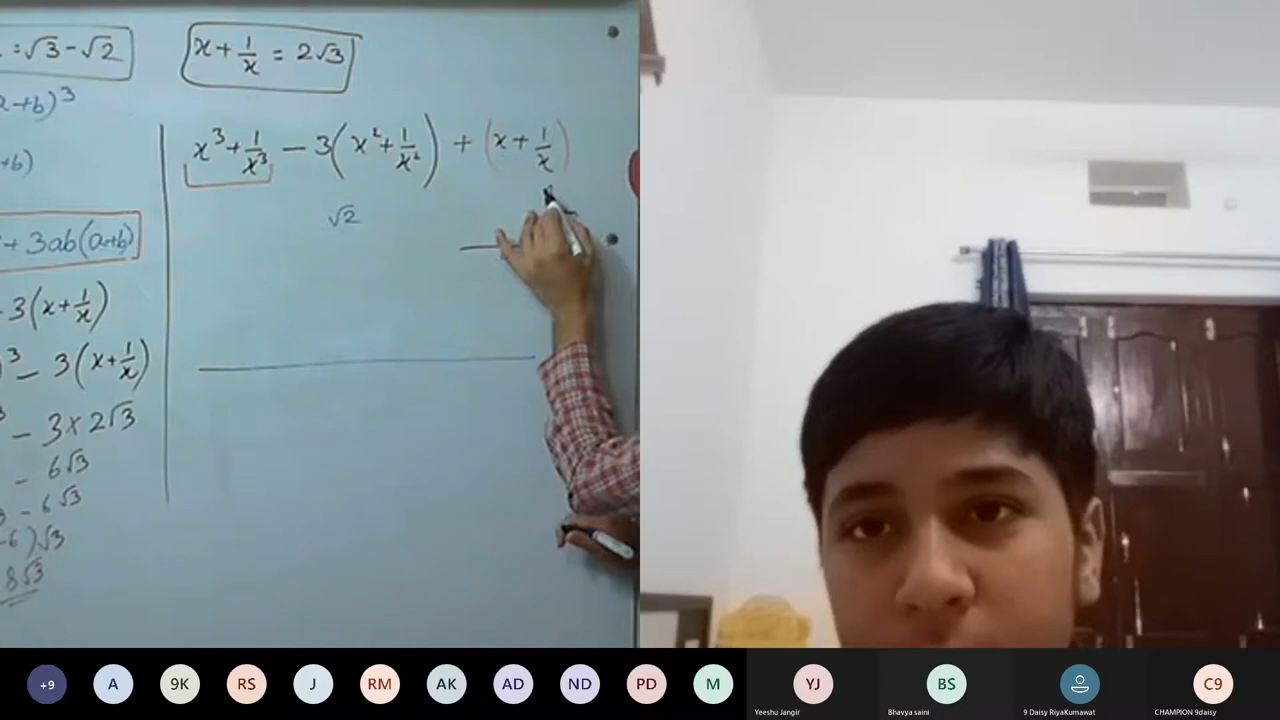 = √3 - √2
x + 1/x = 2√3
a+b)³
x³ + 1/x³ - 3(x² + 1/x²) + (x + 1/x)
+b)
√2
+ 3ab(a+b)
3(x + 1/x)
)³ - 3(x + 1/x)
- 3 x 2√3
- 6√3
- 6√3
-6)√3
8√3
+9
A
9K
RS
J
RM
AK
AD
ND
PD
M
YJ
BS
C9
Yeeshu Jangir
Bhavya saini
9 Daisy RiyaKumawat
CHAMPION 9daisy